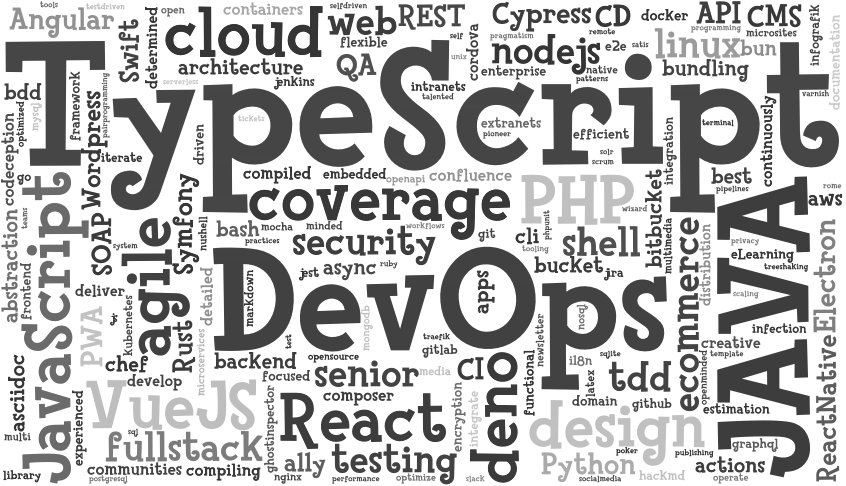 tools
testdriven
open
containers
selfdriven
web
REST
Cypress
CD
docker
API
CMS
Angular
Swift
determined
cloud
flexible
self
cordova
remote
pragmatism
nodejs
e2e
satis
linux
programming
bun
microsites
infografik
documentation
architecture
QA
unix
enterprise
native
patterns
bundling
serverless
jenkins
intranets
talented
varnish
TypeScript
bdd
framework
pairprogramming
optimized
mysql
codeception
Wordpress
tickets
extranets
pioneer
efficient
terminal
continuously
iterate
driven
solr
scrum
integration
go
compiled
embedded
openapi
confluence
best
pipelines
rome
aws
JavaScript
SOAP
Symfony
coverage
PHP
wizard
bitbucket
JAVA
teams
abstraction
agile
nushell
bash
mocha
minded
workflows
practices
security
git
cli
tooling
phpunit
shell
multimedia
ecommerce
distribution
privacy
eLearning
treeshaking
system
frontend
jest
async
ruby
bucket
jira
deliver
detailed
markdown
DevOps
apps
nosql
scaling
kubernetes
PWA
Rust
microservices
mongodb
infection
ReactNative
Electron
test
traefik
gitlab
newsletter
creative
template
chef
backend
opensource
CI
deno
functional
i18n
sqlite
openminded
asciidoc
develop
focused
senior
media
tdd
latex
experienced
VueJS
composer
encryption
integrate
domain
github
estimation
multi
sql
fullstack
ghostinspector
React
design
graphql
poker
publishing
library
communities
compiling
ally
testing
Python
hackmd
actions
postgresql
nginx
performance
optimize
slack
socialmedia
operate